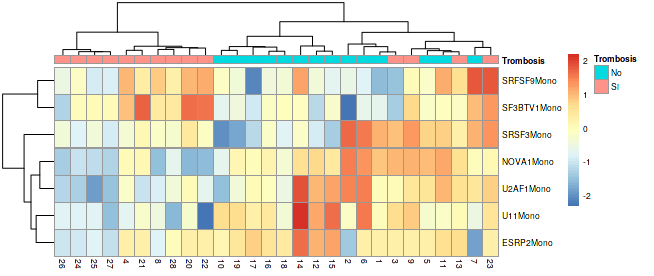 Trombosis
Trombosis
No
SI
SRFSF9Mono
SF3BTV1Mono
SRSF3Mono
NOVA1Mono
U2AF1Mono
U11Mono
ESRP2Mono
2
1
0
-1
-2
26 24 25 27 4 21 8 28 20 22 10 19 17 16 18 14 12 15 2 6 1 3 9 5 11 13 7 23